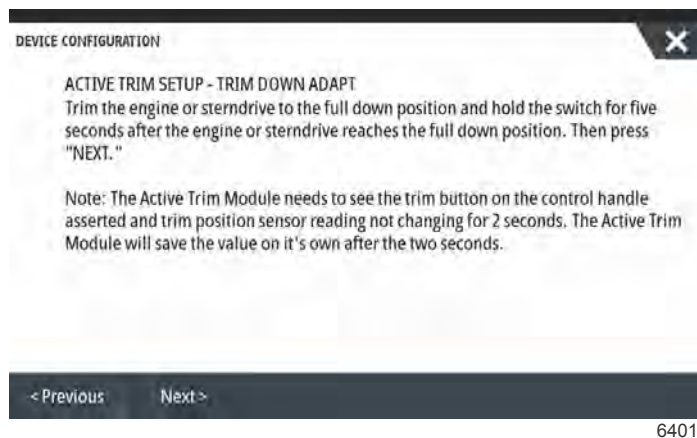 DEVICE CONFIGURATION
ACTIVE TRIM SETUP - TRIM DOWN ADAPT
Trim the engine or sterndrive to the full down position and hold the switch for five
seconds after the engine or sterndrive reaches the full down position. Then press
"NEXT."
Note: The Active Trim Module needs to see the trim button on the control handle
asserted and trim position sensor reading not changing for 2 seconds. The Active Trim
Module will save the value on it's own after the two seconds.
< Previous Next >
6401